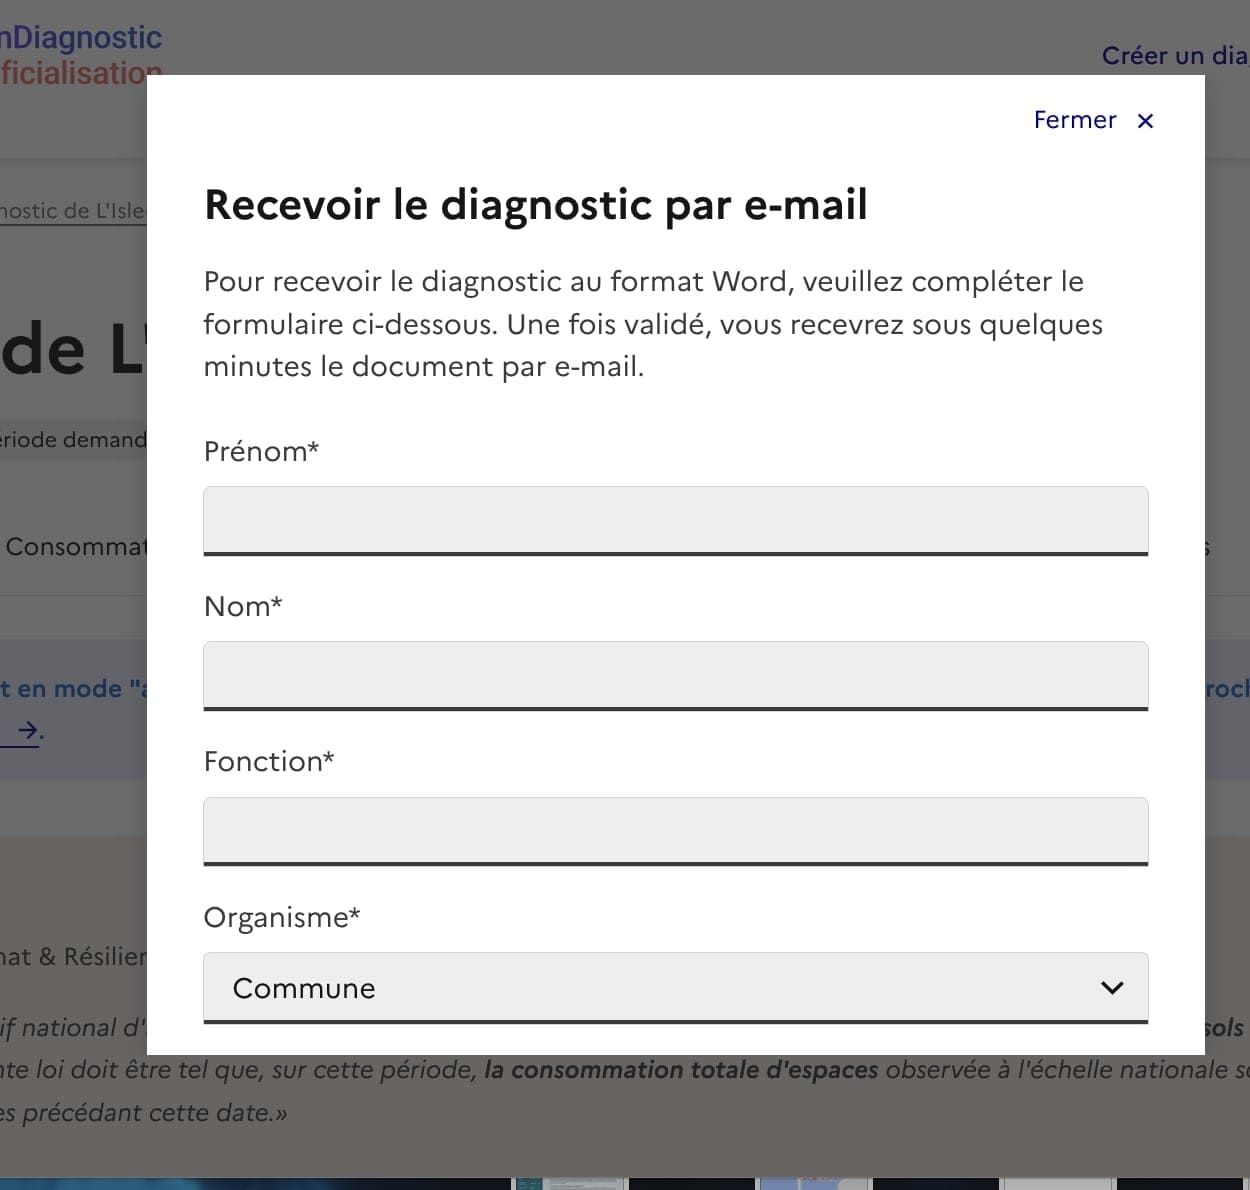 nDiagnostic
ficialisation
Créer un dia
Fermer ×
nostic de L'Isle
Recevoir le diagnostic par e-mail
Pour recevoir le diagnostic au format Word, veuillez compléter le
formulaire ci-dessous. Une fois validé, vous recevrez sous quelques
minutes le document par e-mail.
de L'
ériode demand
Prénom*
Consommat
Nom*
t en mode "a
roch
→.
Fonction*
Organisme*
nat & Résilien
Commune
if national d'
sols
nte loi doit être tel que, sur cette période, la consommation totale d'espaces observée à l'échelle nationale so
es précédant cette date.»